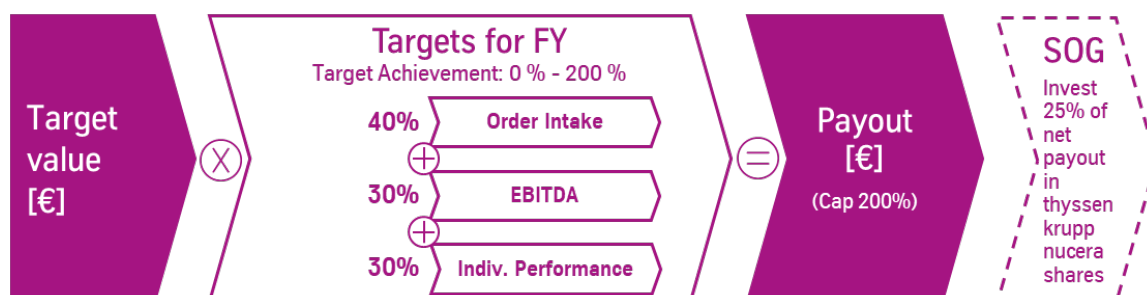 Target
value
[€]
X
Targets for FY
Target Achievement: 0 % - 200 %
40% Order Intake
+
30% EBITDA
+
30% Indiv. Performance
=
Payout
[€]
(Cap 200%)
SOG
Invest
25% of
net
payout
in
thyssen
krupp
nucera
shares